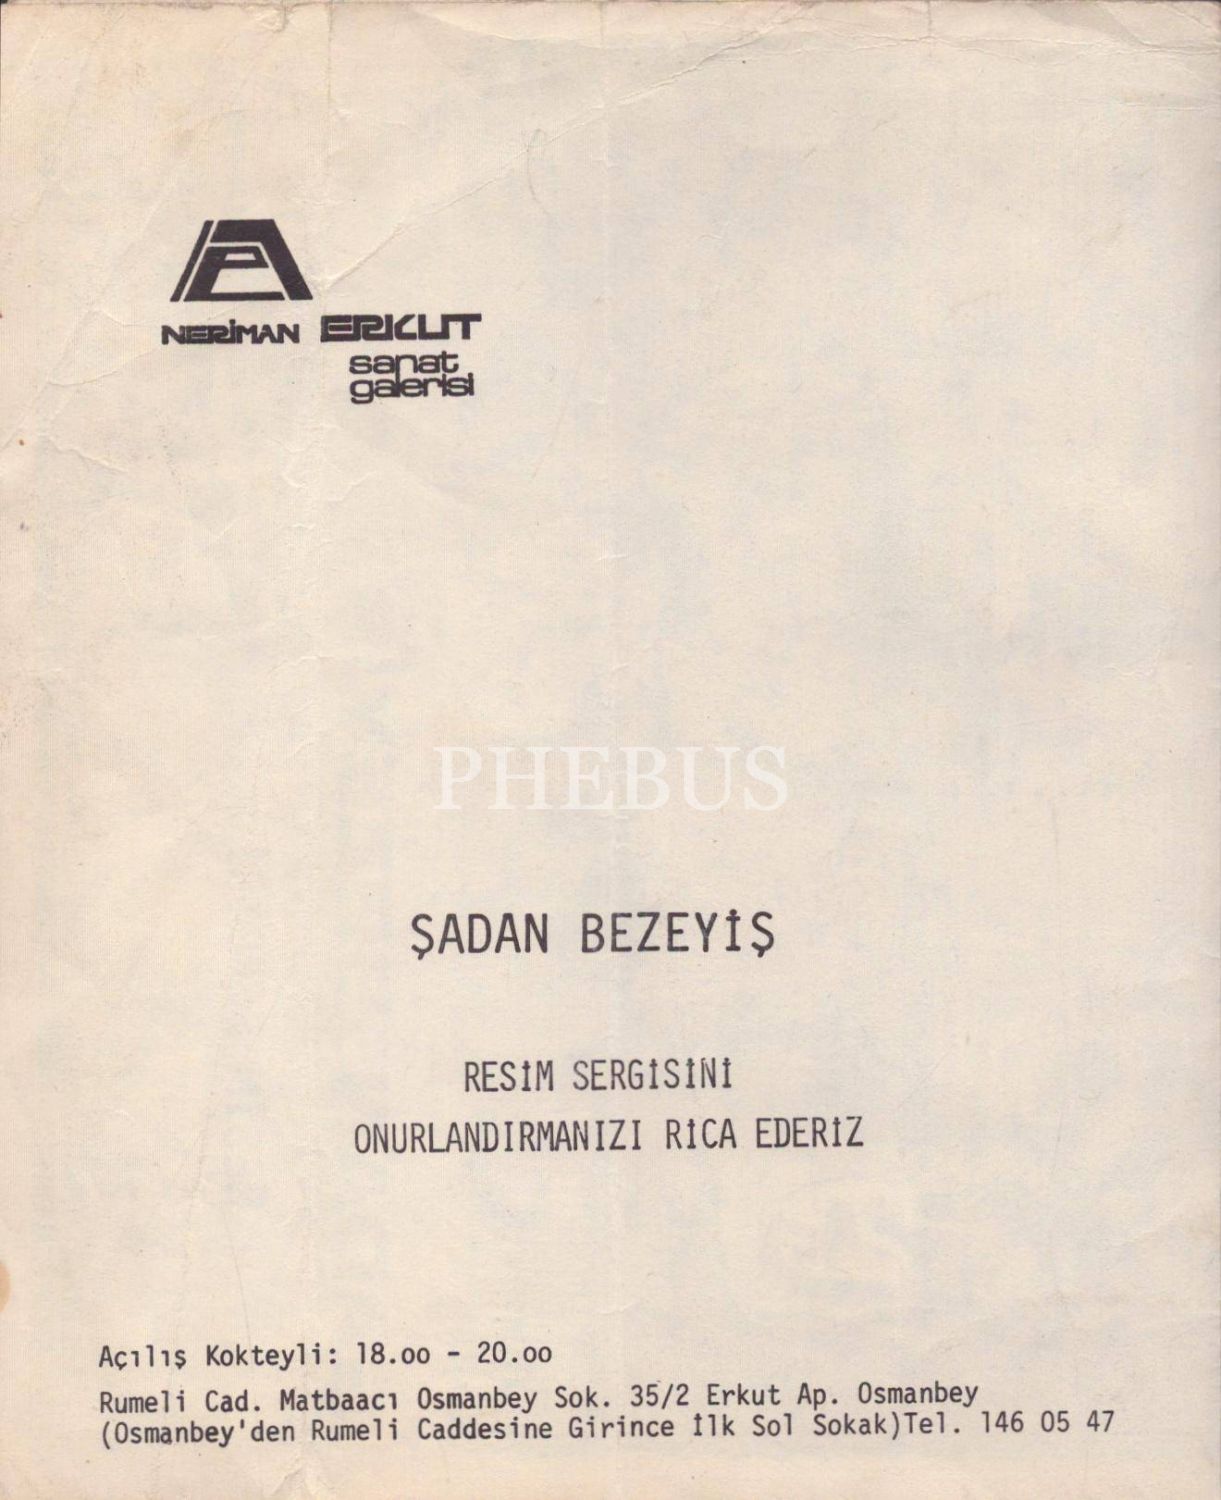 NERİMAN ERKUT
sanat
galerisi
PHEBUS
ŞADAN BEZEYİŞ
RESİM SERGİSİNİ
ONURLANDIRMANIZI RİCA EDERİZ
Açılış Kokteyli: 18.oo - 20.oo
Rumeli Cad. Matbaacı Osmanbey Sok. 35/2 Erkut Ap. Osmanbey
(Osmanbey'den Rumeli Caddesine Girince İlk Sol Sokak)Tel. 146 05 47